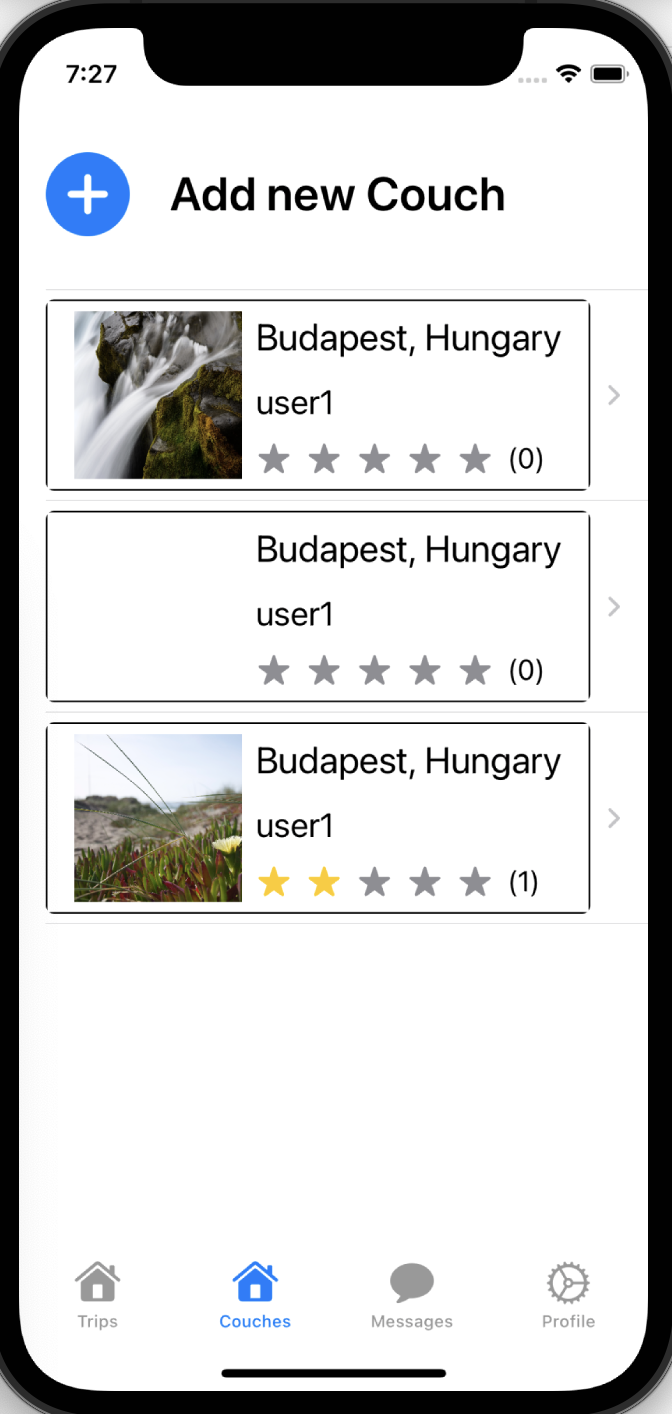 7:27
Add new Couch
Budapest, Hungary
user1
(0)
Budapest, Hungary
user1
(0)
Budapest, Hungary
user1
(1)
Trips
Couches
Messages
Profile